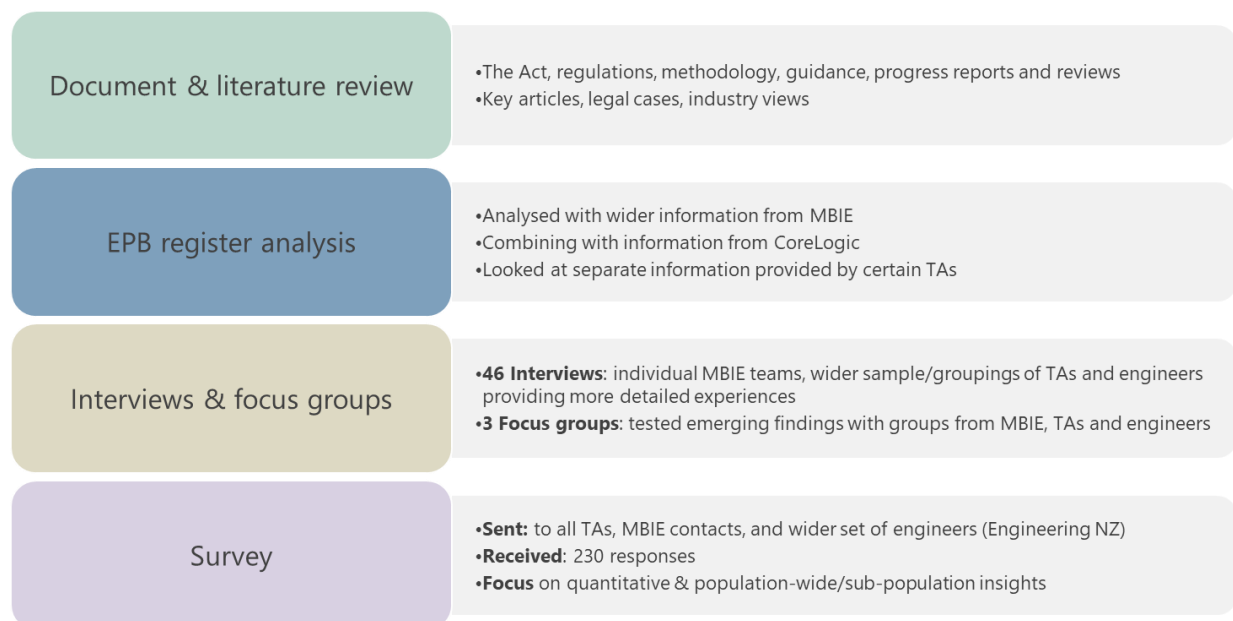 Document & literature review
•The Act, regulations, methodology, guidance, progress reports and reviews
•Key articles, legal cases, industry views
EPB register analysis
•Analysed with wider information from MBIE
•Combining with information from CoreLogic
•Looked at separate information provided by certain TAs
Interviews & focus groups
•46 Interviews: individual MBIE teams, wider sample/groupings of TAs and engineers
providing more detailed experiences
•3 Focus groups: tested emerging findings with groups from MBIE, TAs and engineers
Survey
•Sent: to all TAs, MBIE contacts, and wider set of engineers (Engineering NZ)
•Received: 230 responses
•Focus on quantitative & population-wide/sub-population insights